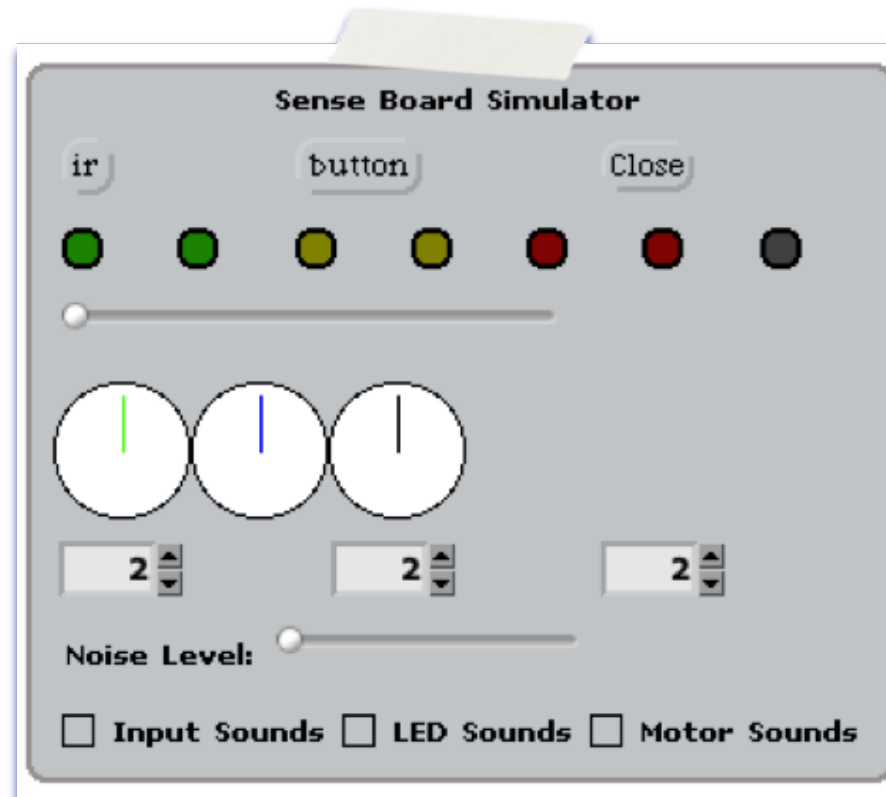 Sense Board Simulator
ir button Close
2 2 2
Noise Level:
Input Sounds LED Sounds Motor Sounds